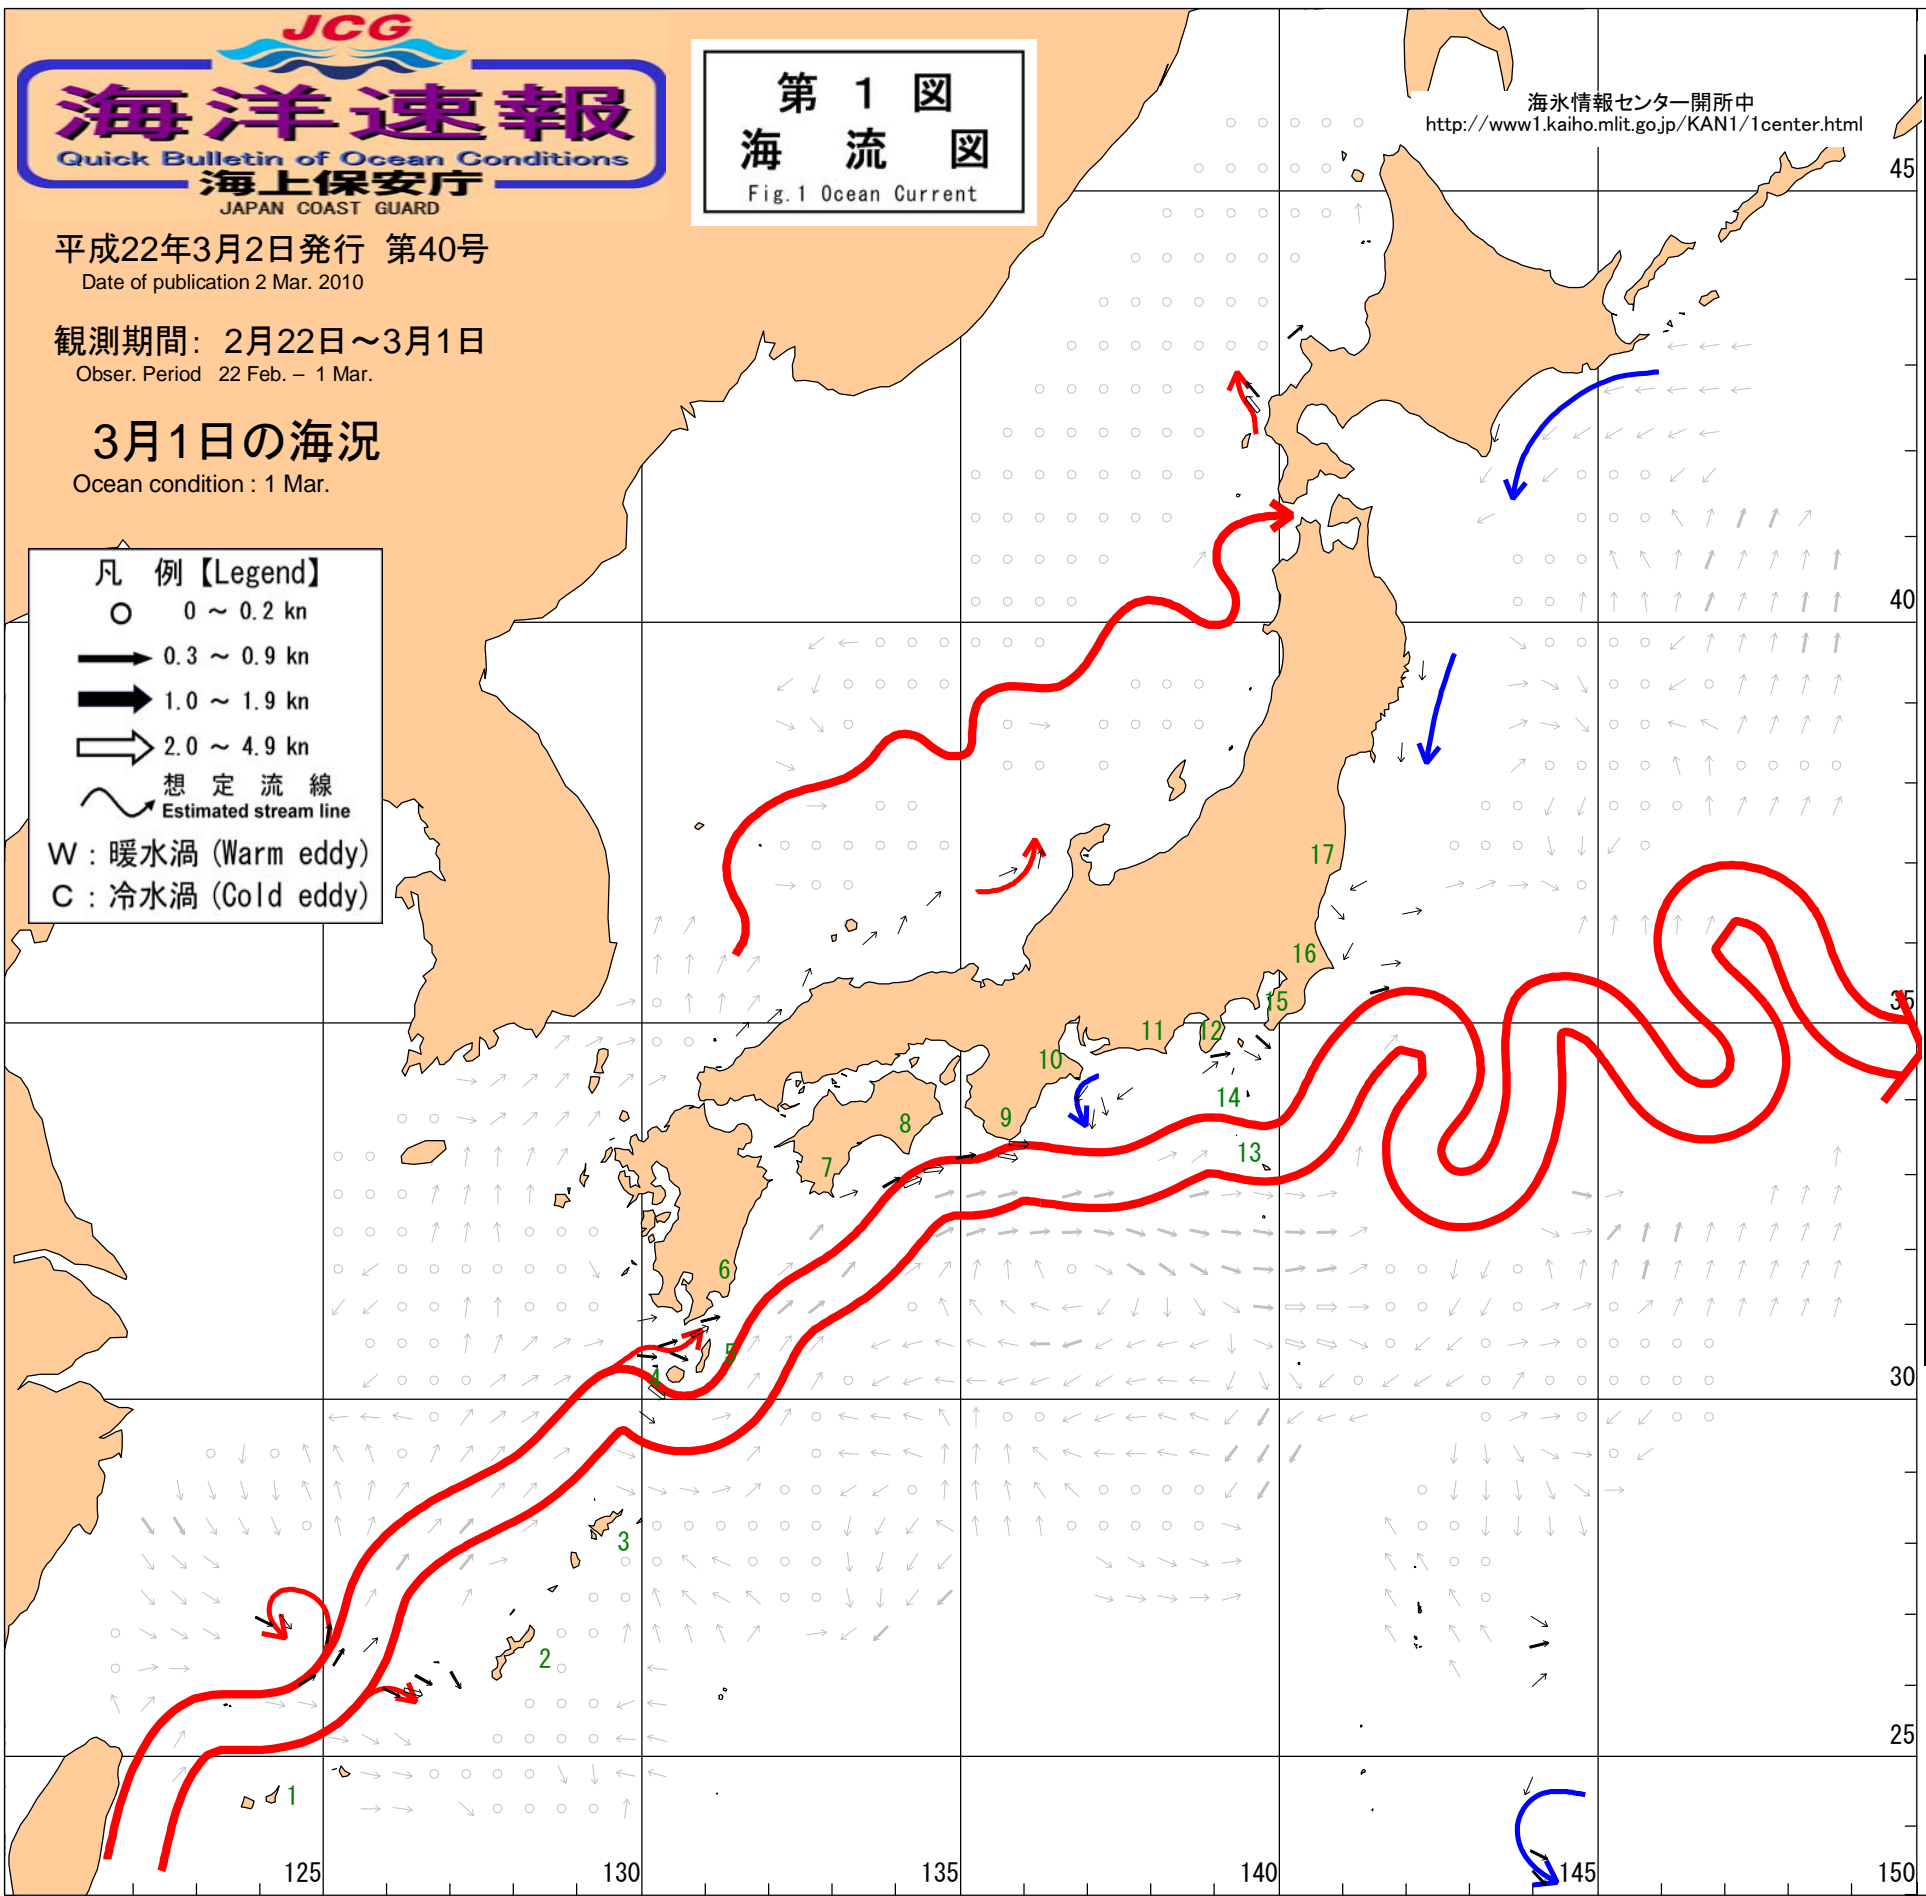 JCG
海洋速報
Quick Bulletin of Ocean Conditions
海上保安庁
JAPAN COAST GUARD
第 1 図
海 流 図
Fig.1 Ocean Current
海氷情報センター開所中
http://www1.kaiho.mlit.go.jp/KAN1/1center.html
平成22年3月2日発行 第40号
Date of publication 2 Mar. 2010
観測期間: 2月22日～3月1日
Obser. Period 22 Feb. – 1 Mar.
3月1日の海況
Ocean condition : 1 Mar.
凡 例【Legend】
0 ～ 0.2 kn
0.3 ～ 0.9 kn
1.0 ～ 1.9 kn
2.0 ～ 4.9 kn
想 定 流 線
Estimated stream line
W : 暖水渦 (Warm eddy)
C : 冷水渦 (Cold eddy)
45
40
35
30
25
17
16
15
12
11
10
14
13
9
8
7
6
5
4
3
2
1
125
130
135
140
145
150